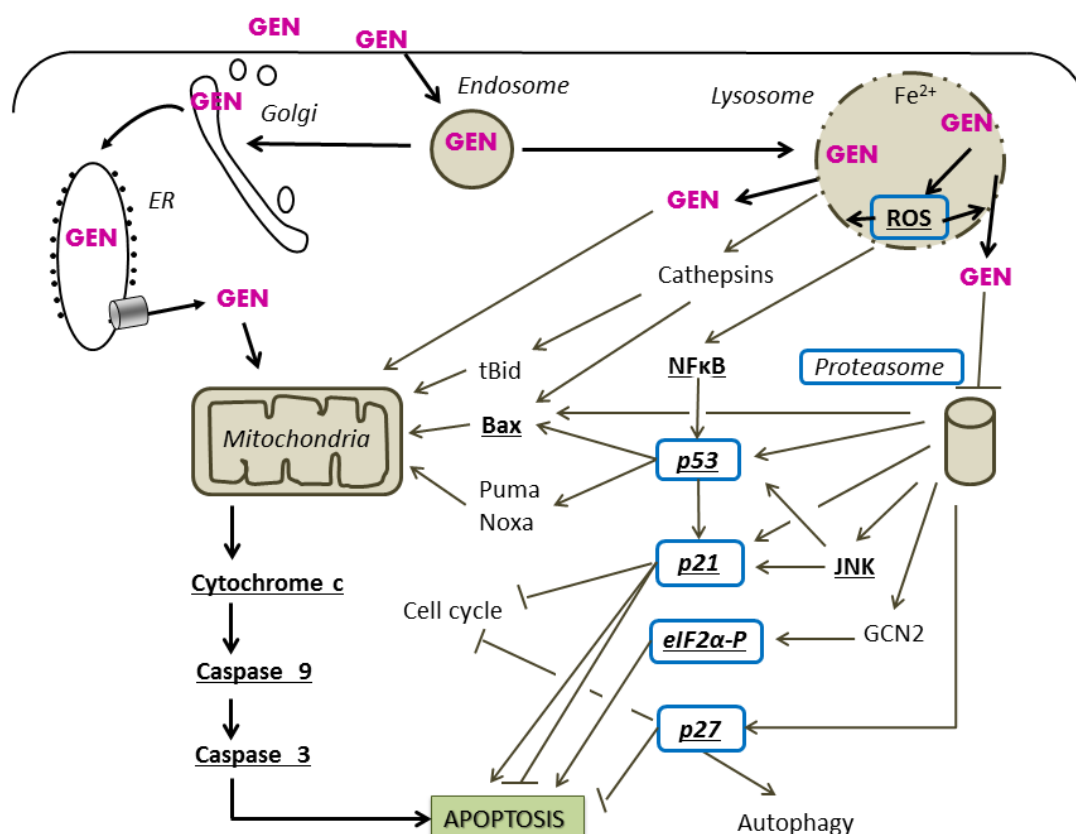 GEN
GEN
Endosome
Lysosome
Fe²⁺
GEN
Golgi
GEN
GEN
GEN
ER
GEN
GEN
ROS
GEN
Cathepsins
GEN
GEN
tBid
NFκB
Proteasome
Mitochondria
Bax
p53
Puma
Noxa
p21
JNK
Cytochrome c
Cell cycle
eIF2α-P
GCN2
Caspase 9
p27
Caspase 3
APOPTOSIS
Autophagy